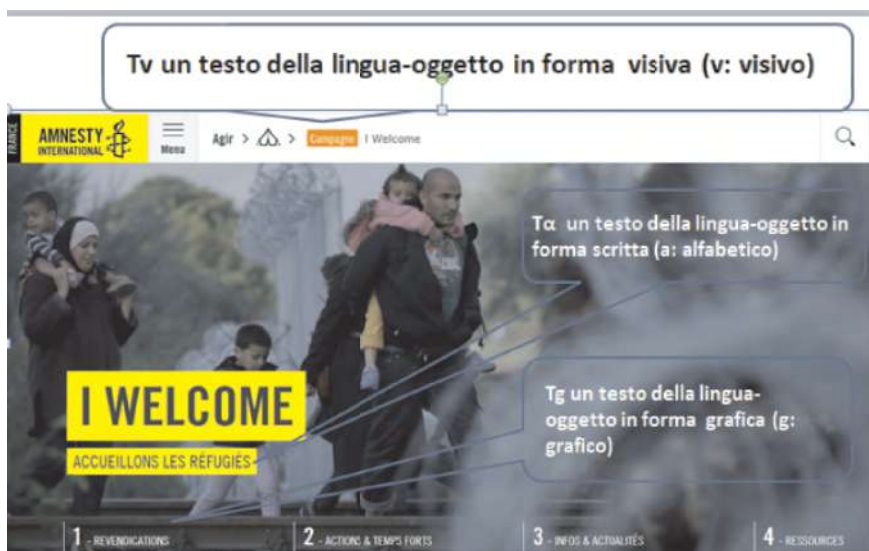 Tv un testo della lingua-oggetto in forma visiva (v: visivo)
FRANCE
AMNESTY
INTERNATIONAL
Menu
Agir > > Campagne I Welcome
Tα un testo della lingua-oggetto in
forma scritta (a: alfabetico)
Tg un testo della lingua-
oggetto in forma grafica (g:
grafico)
I WELCOME
ACCUEILLONS LES RÉFUGIÉS
1 - REVENDICATIONS
2 - ACTIONS & TEMPS FORTS
3 - INFOS & ACTUALITÉS
4 - RESSOURCES